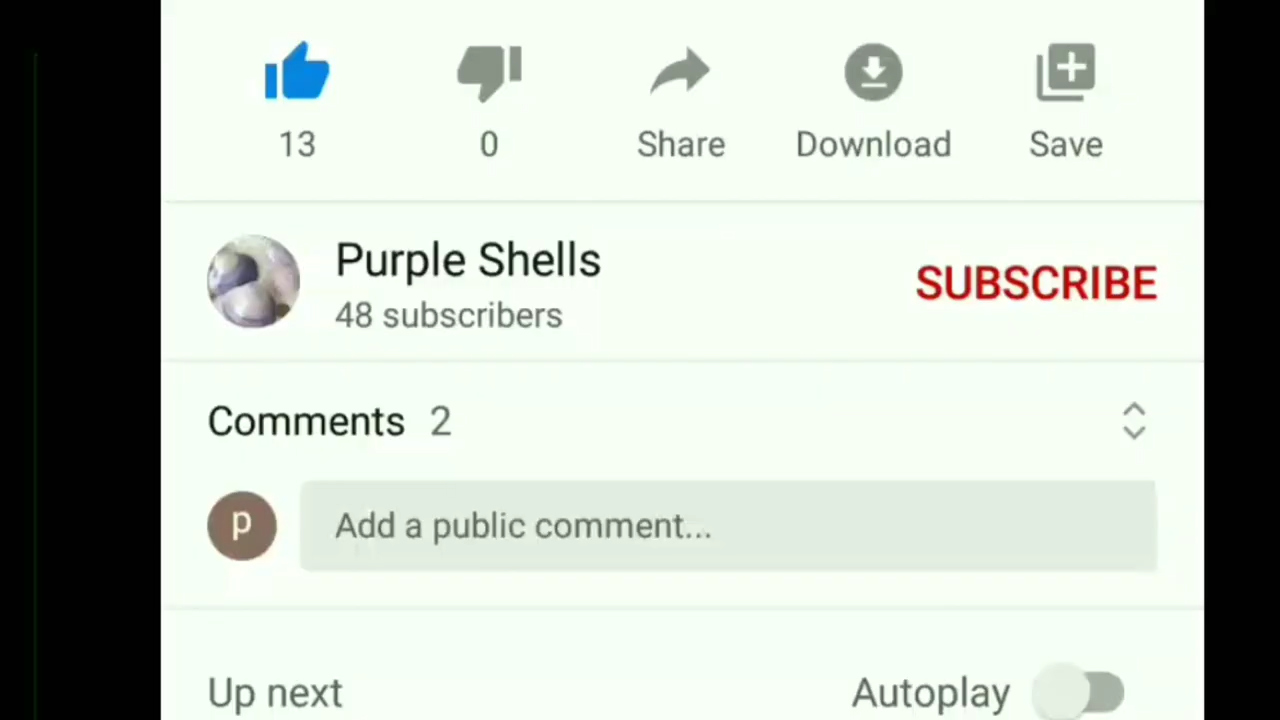 13 0 Share Download Save
Purple Shells
48 subscribers
SUBSCRIBE
Comments 2
p
Add a public comment...
Up next
Autoplay